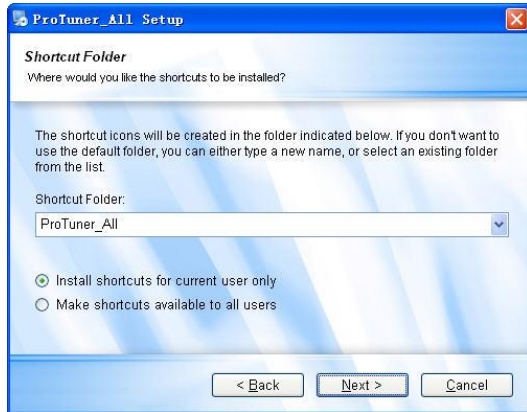 ProTuner_All Setup
Shortcut Folder
Where would you like the shortcuts to be installed?
The shortcut icons will be created in the folder indicated below. If you don't want to
use the default folder, you can either type a new name, or select an existing folder
from the list.
Shortcut Folder:
ProTuner_All
Install shortcuts for current user only
Make shortcuts available to all users
< Back
Next >
Cancel